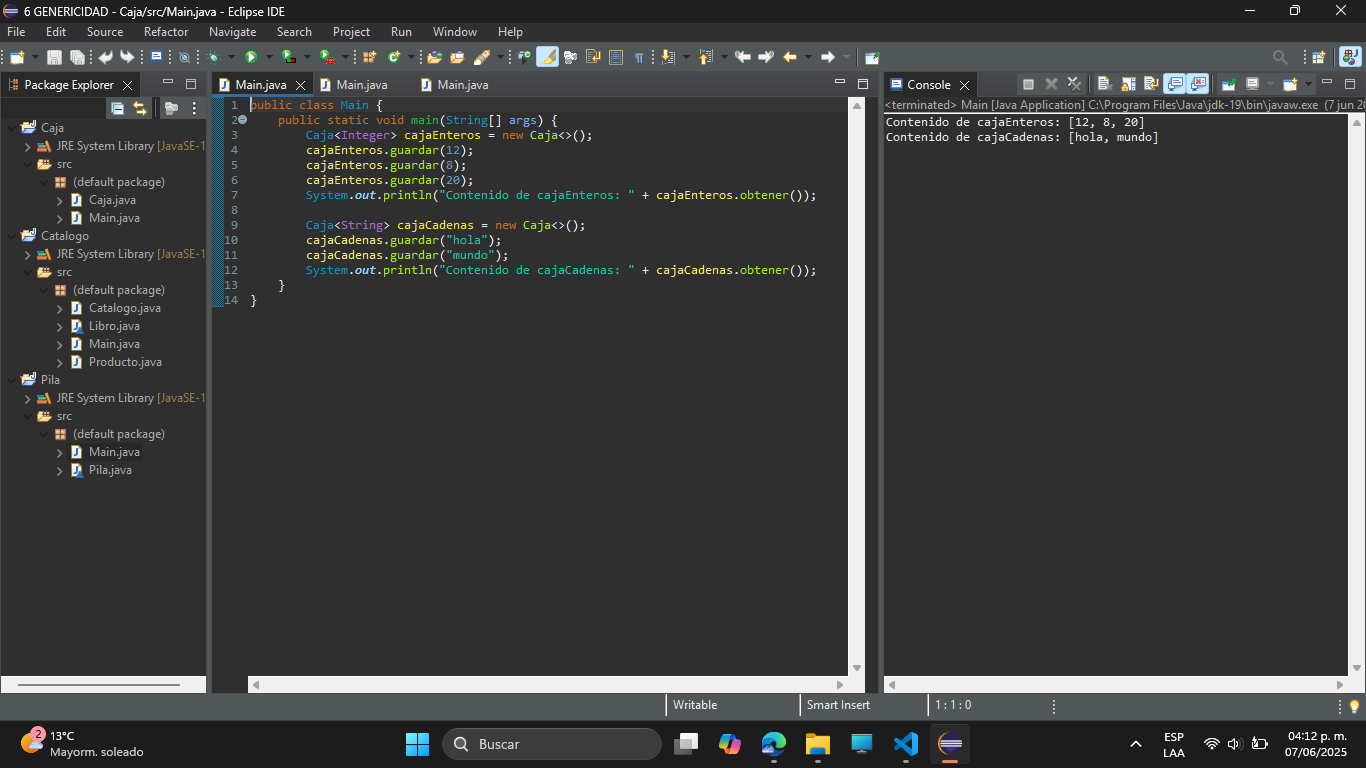 6 GENERICIDAD - Caja/src/Main.java - Eclipse IDE
File Edit Source Refactor Navigate Search Project Run Window Help
Package Explorer
Caja
JRE System Library [JavaSE-1
src
(default package)
Caja.java
Main.java
Catalogo
JRE System Library [JavaSE-1
src
(default package)
Catalogo.java
Libro.java
Main.java
Producto.java
Pila
JRE System Library [JavaSE-1
src
(default package)
Main.java
Pila.java
Main.java Main.java Main.java
1 public class Main {
2 public static void main(String[] args) {
3 Caja<Integer> cajaEnteros = new Caja<>();
4 cajaEnteros.guardar(12);
5 cajaEnteros.guardar(8);
6 cajaEnteros.guardar(20);
7 System.out.println("Contenido de cajaEnteros: " + cajaEnteros.obtener());
8
9 Caja<String> cajaCadenas = new Caja<>();
10 cajaCadenas.guardar("hola");
11 cajaCadenas.guardar("mundo");
12 System.out.println("Contenido de cajaCadenas: " + cajaCadenas.obtener());
13 }
14 }
Console
<terminated> Main [Java Application] C:\Program Files\Java\jdk-19\bin\javaw.exe (7 jun 20
Contenido de cajaEnteros: [12, 8, 20]
Contenido de cajaCadenas: [hola, mundo]
Writable Smart Insert 1 : 1 : 0
2
13°C
Mayorm. soleado
Buscar
ESP
LAA
04:12 p. m.
07/06/2025